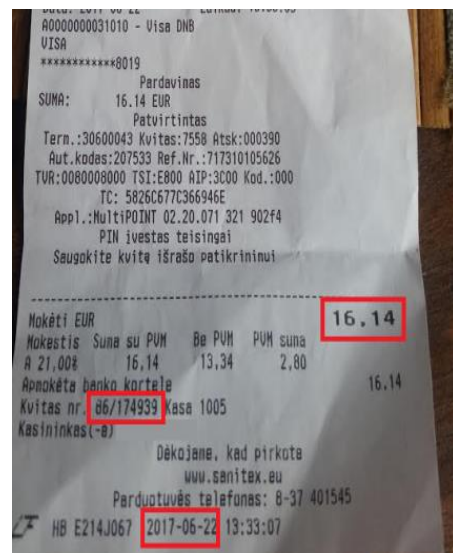 A0000000031010 - Visa DNB
VISA
************8019
Pardavimas
SUMA: 16.14 EUR
Patvirtintas
Term.:30600043 Kvitas:7558 Atsk:000390
Aut.kodas:207533 Ref.Nr.:717310105626
TVR:0080008000 TSI:E800 AIP:3C00 Kod.:000
TC: 5826C677C366946E
Appl.:MultiPOINT 02.20.071 321 902f4
PIN įvestas teisingai
Saugokite kvitą išrašo patikrinimui
Mokėti EUR 16,14
Mokestis Suma su PVM Be PVM PVM suma
A 21,00% 16,14 13,34 2,80
Apmokėta banko kortele 16.14
Kvitas nr. 86/174939 Kasa 1005
Kasininkas(-ė)
Dėkojame, kad pirkote
www.sanitex.eu
Parduotuvės telefonas: 8-37 401545
LF HB E214J067 2017-06-22 13:33:07